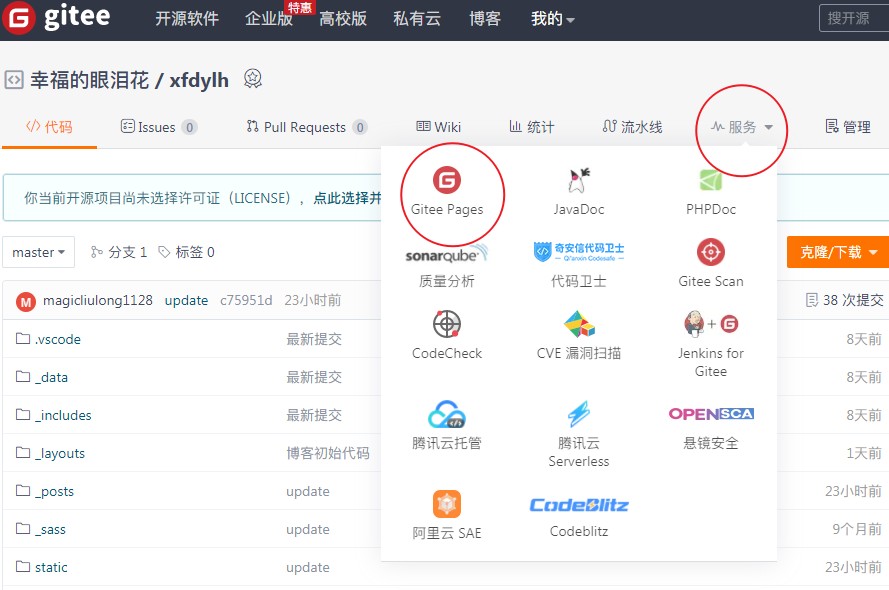 gitee 开源软件 企业版 特惠 高校版 私有云 博客 我的 搜开源
幸福的眼泪花 / xfdylh
代码 Issues 0 Pull Requests 0 Wiki 统计 流水线 服务 管理
你当前开源项目尚未选择许可证（LICENSE），点此选择并
Gitee Pages JavaDoc PHPDoc
master 分支 1 标签 0
sonarqube 奇安信代码卫士 Qi'anxin Codesafe
质量分析 代码卫士 Gitee Scan
克隆/下载
M magicliulong1128 update c75951d 23小时前
38 次提交
CodeCheck CVE 漏洞扫描 Jenkins for Gitee
.vscode 最新提交 8天前
_data 最新提交 8天前
_includes 最新提交 8天前
OPENSCA
腾讯云托管 腾讯云 Serverless 悬镜安全
_layouts 博客初始代码 1天前
_posts update 23小时前
CodeBlitz
_sass update 9个月前
阿里云 SAE Codeblitz
static update 23小时前